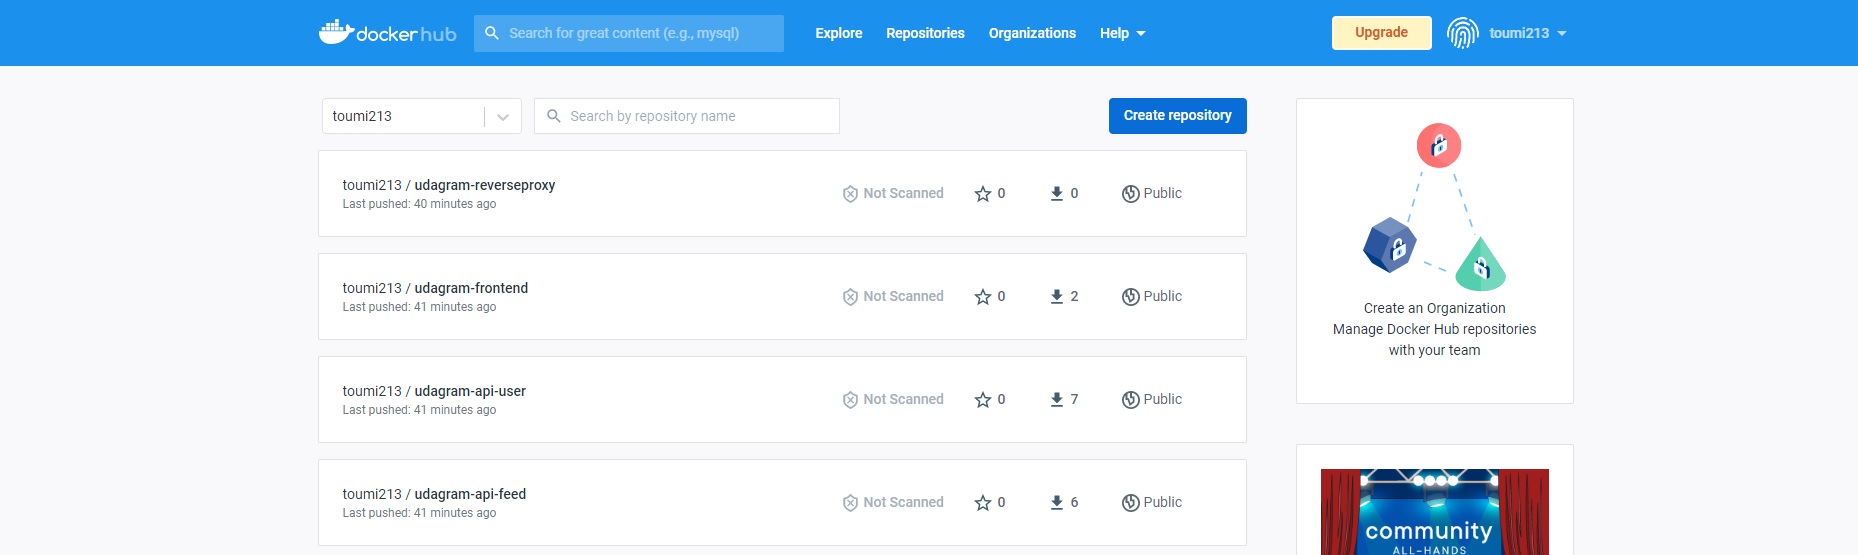 docker hub Search for great content (e.g., mysql) Explore Repositories Organizations Help Upgrade toumi213
toumi213 Search by repository name Create repository
toumi213 / udagram-reverseproxy
Last pushed: 40 minutes ago
Not Scanned 0 0 Public
toumi213 / udagram-frontend
Last pushed: 41 minutes ago
Not Scanned 0 2 Public
toumi213 / udagram-api-user
Last pushed: 41 minutes ago
Not Scanned 0 7 Public
toumi213 / udagram-api-feed
Last pushed: 41 minutes ago
Not Scanned 0 6 Public
Create an Organization
Manage Docker Hub repositories
with your team
community
ALL-HANDS